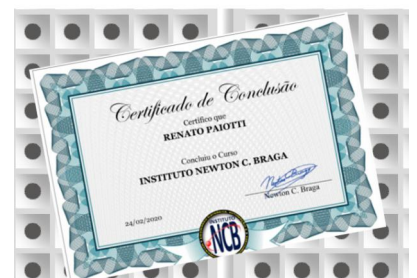 Certificado de Conclusão
Certifico que
RENATO PAIOTTI
Concluiu o Curso
INSTITUTO NEWTON C. BRAGA
Newton C. Braga
24/02/2020
INSTITUTO
NCB